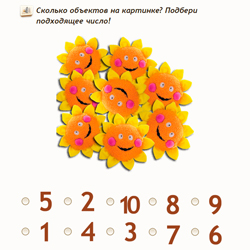 Сколько объектов на картинке? Подбери
подходящее число!
5 2 10 8 9
1 4 3 7 6